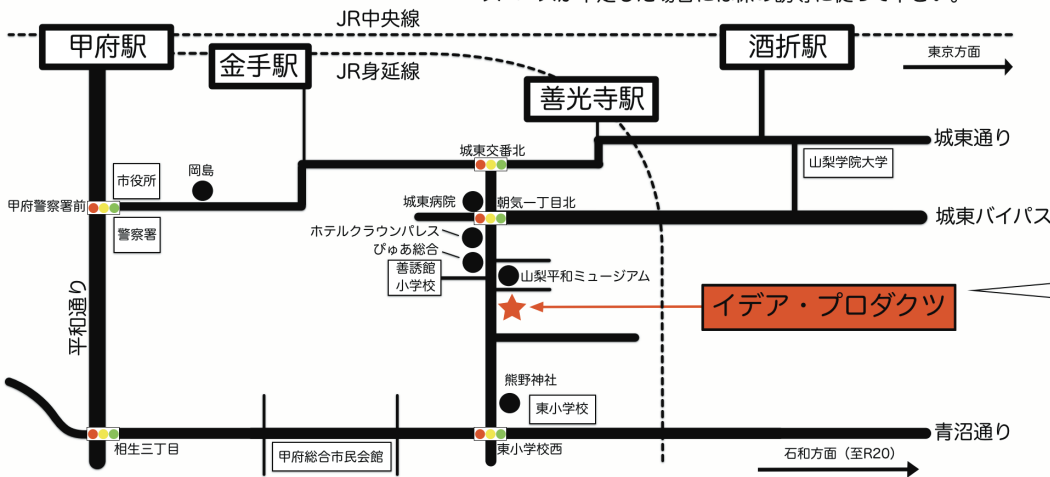 JR中央線
甲府駅
金手駅
JR身延線
善光寺駅
酒折駅
東京方面
城東通り
城東交番北
山梨学院大学
市役所
岡島
甲府警察署前
警察署
城東病院
朝気一丁目北
城東バイパス
ホテルクラウンパレス
ぴゅあ総合
善誘館
小学校
山梨平和ミュージアム
イデア・プロダクツ
平和通り
熊野神社
東小学校
相生三丁目
甲府総合市民会館
東小学校西
青沼通り
石和方面（至R20）